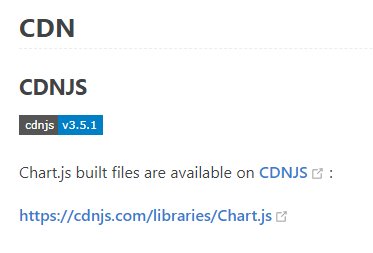 CDN
CDNJS
cdnjs v3.5.1
Chart.js built files are available on CDNJS :
https://cdnjs.com/libraries/Chart.js